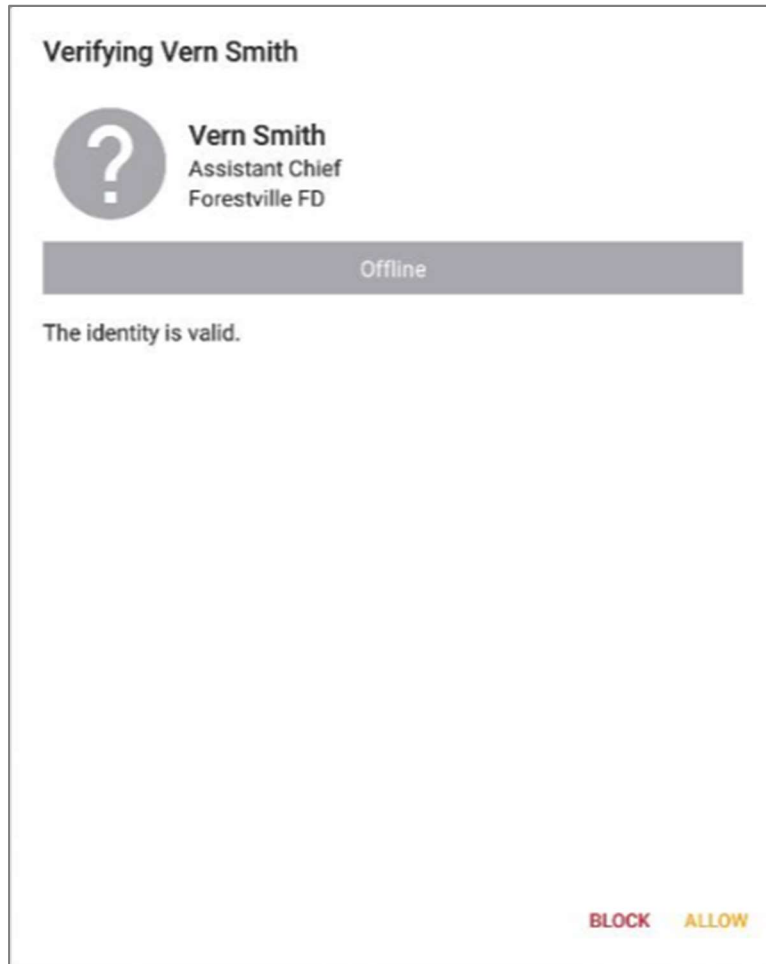 Verifying Vern Smith
?
Vern Smith
Assistant Chief
Forestville FD
Offline
The identity is valid.
BLOCK ALLOW